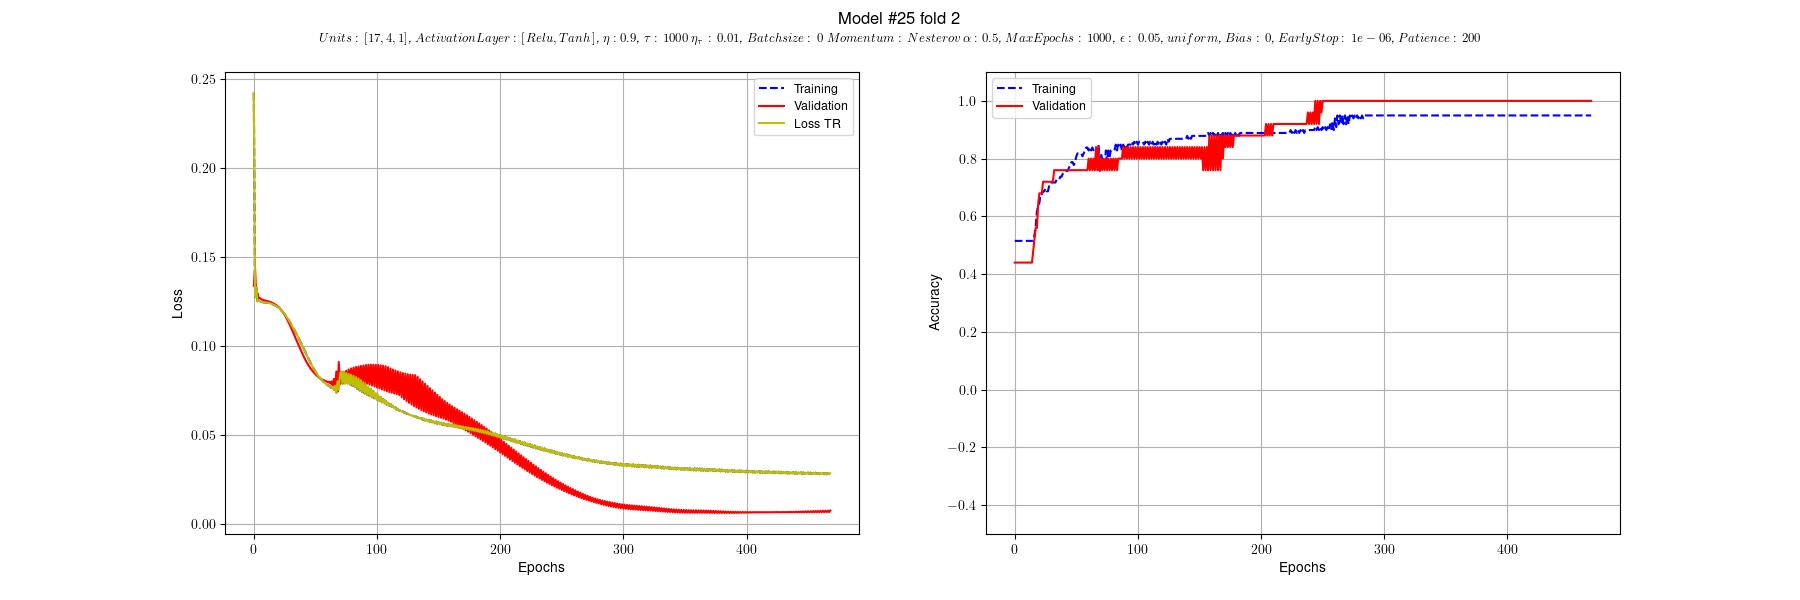 Model #25 fold 2
Units : [17, 4, 1], ActivationLayer : [Relu, Tanh], η : 0.9, τ : 1000 ητ : 0.01, Batchsize : 0 Momentum : Nesterov α : 0.5, MaxEpochs : 1000, ϵ : 0.05, uniform, Bias : 0, EarlyStop : 1e − 06, Patience : 200
0.25
0.20
0.15
0.10
0.05
0.00
Loss
0
100
200
300
400
Epochs
Training
Validation
Loss TR
1.0
0.8
0.6
0.4
0.2
0.0
−0.2
−0.4
Accuracy
0
100
200
300
400
Epochs
Training
Validation